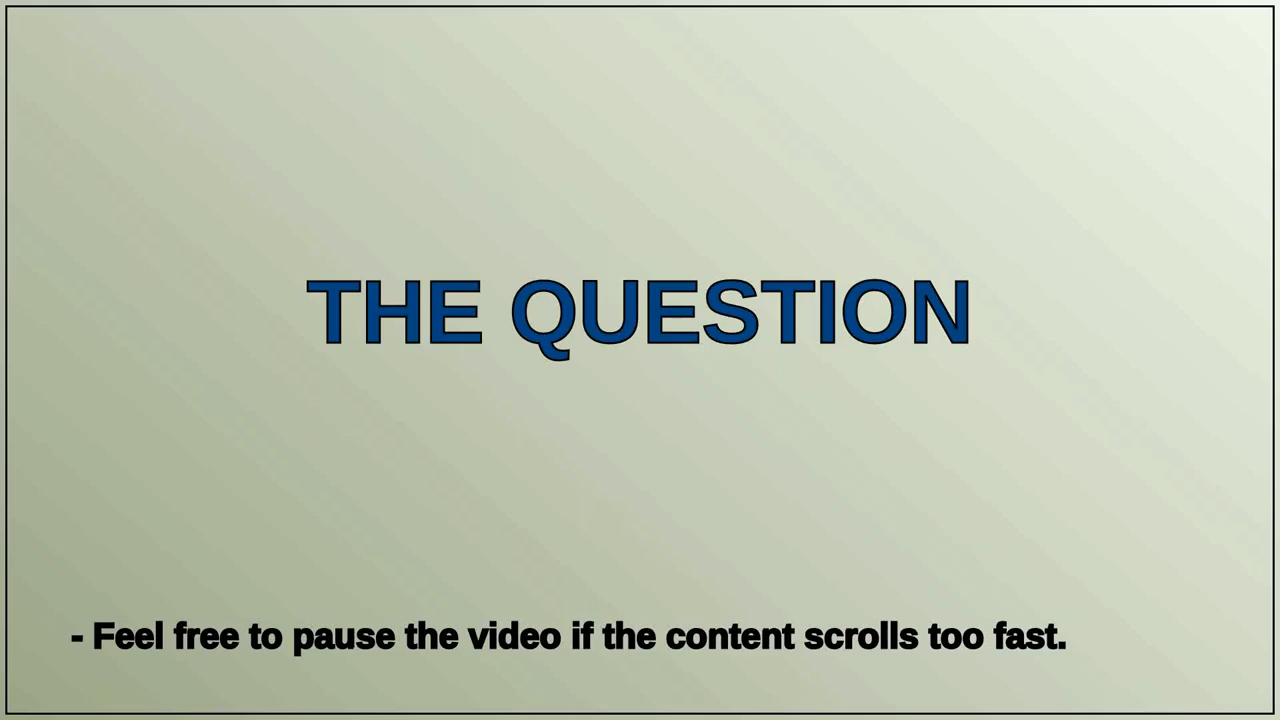 THE QUESTION
- Feel free to pause the video if the content scrolls too fast.